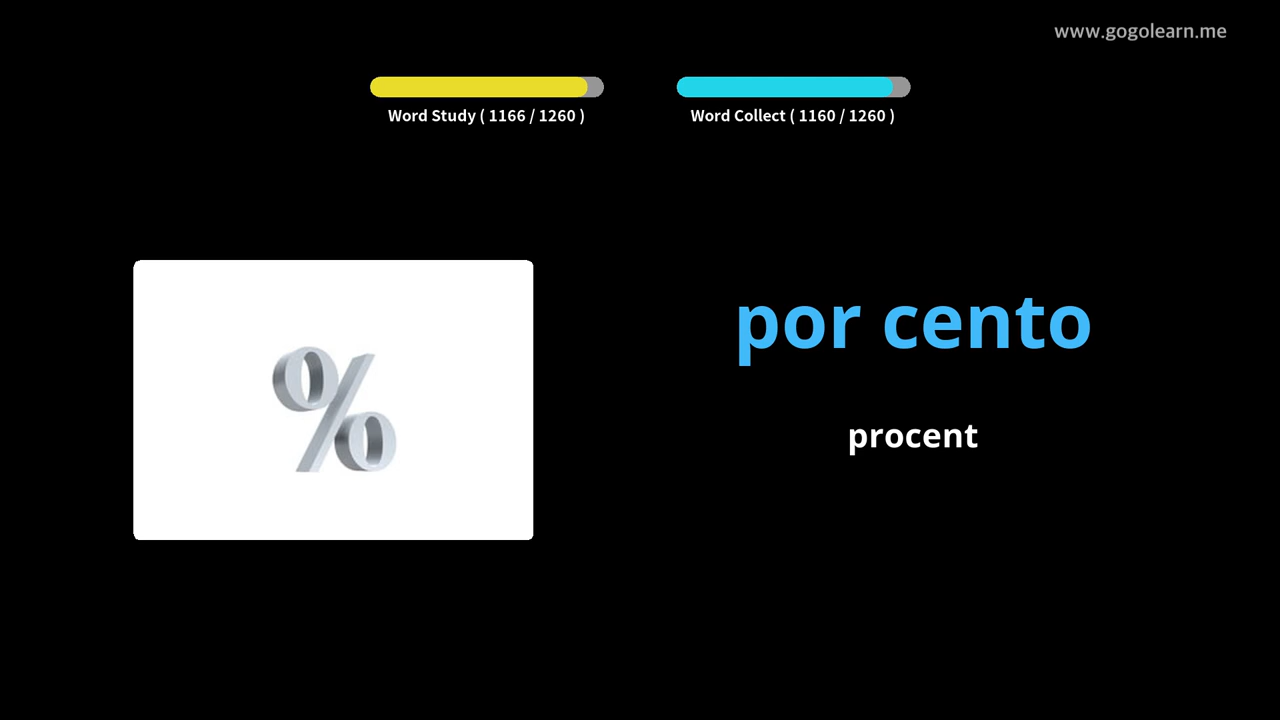 www.gogolearn.me
Word Study ( 1166 / 1260 )
Word Collect ( 1160 / 1260 )
%
por cento
procent